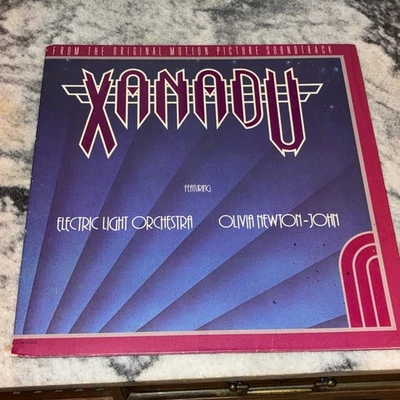 FROM THE ORIGINAL MOTION PICTURE SOUNDTRACK
XANADU
FEATURING
ELECTRIC LIGHT ORCHESTRA OLIVIA NEWTON-JOHN